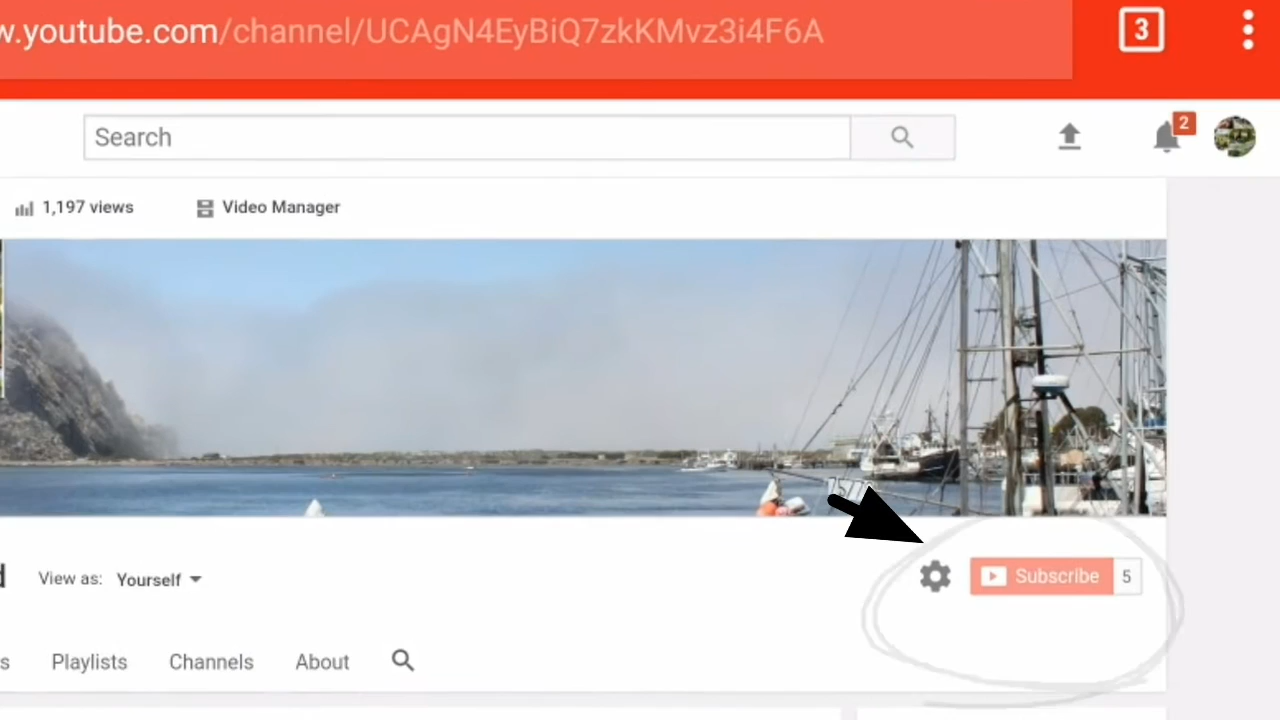 w.youtube.com/channel/UCAgN4EyBiQ7zkKMvz3i4F6A
3
Search
2
1,197 views
Video Manager
View as: Yourself
Subscribe
5
Playlists
Channels
About